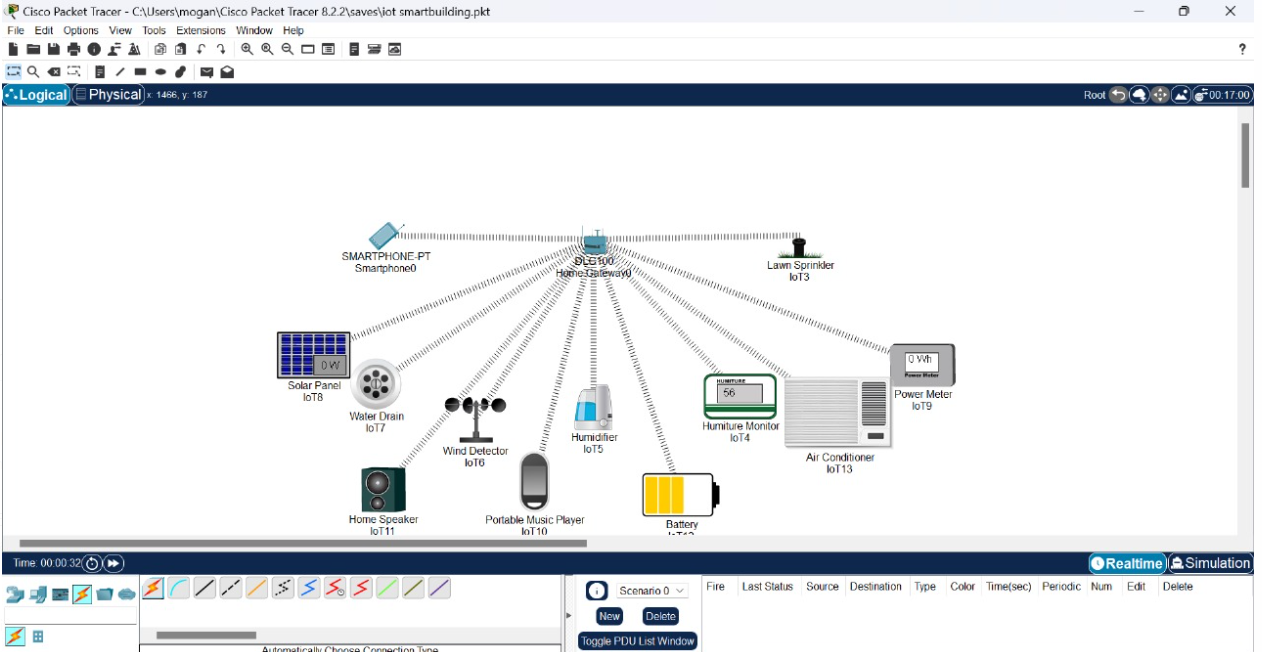 Cisco Packet Tracer - C:\Users\mogan\Cisco Packet Tracer 8.2.2\saves\iot smartbuilding.pkt
File Edit Options View Tools Extensions Window Help
?
Logical Physical x: 1466, y: 187 Root 00:17:00
SMARTPHONE-PT
Smartphone0
DLC100
Home Gateway0
Lawn Sprinkler
IoT3
0 W
Solar Panel
IoT8
Water Drain
IoT7
Wind Detector
IoT6
Humidifier
IoT5
HUMITURE
56
Humiture Monitor
IoT4
0 Wh
Power Meter
Power Meter
IoT9
Air Conditioner
IoT13
Home Speaker
IoT11
Portable Music Player
IoT10
Battery
IoT12
Time: 00:00:32 Realtime Simulation
Scenario 0
New Delete
Toggle PDU List Window
Fire Last Status Source Destination Type Color Time(sec) Periodic Num Edit Delete
Automatically Choose Connection Type